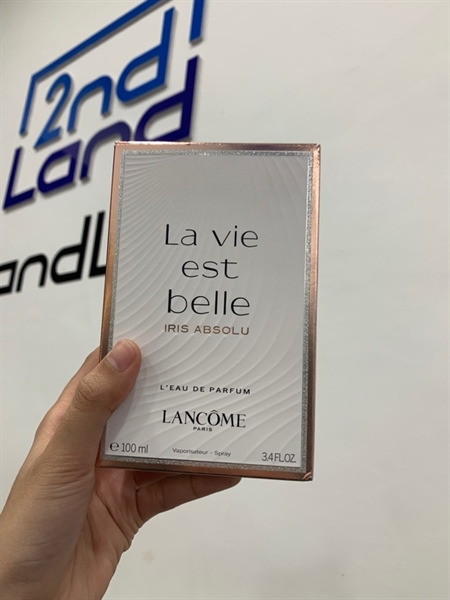 2nd
Land
andL
La vie
est
belle
IRIS ABSOLU
L'EAU DE PARFUM
LANCÔME
PARIS
e 100 ml
Vaporisateur - Spray
3.4 FL.OZ.